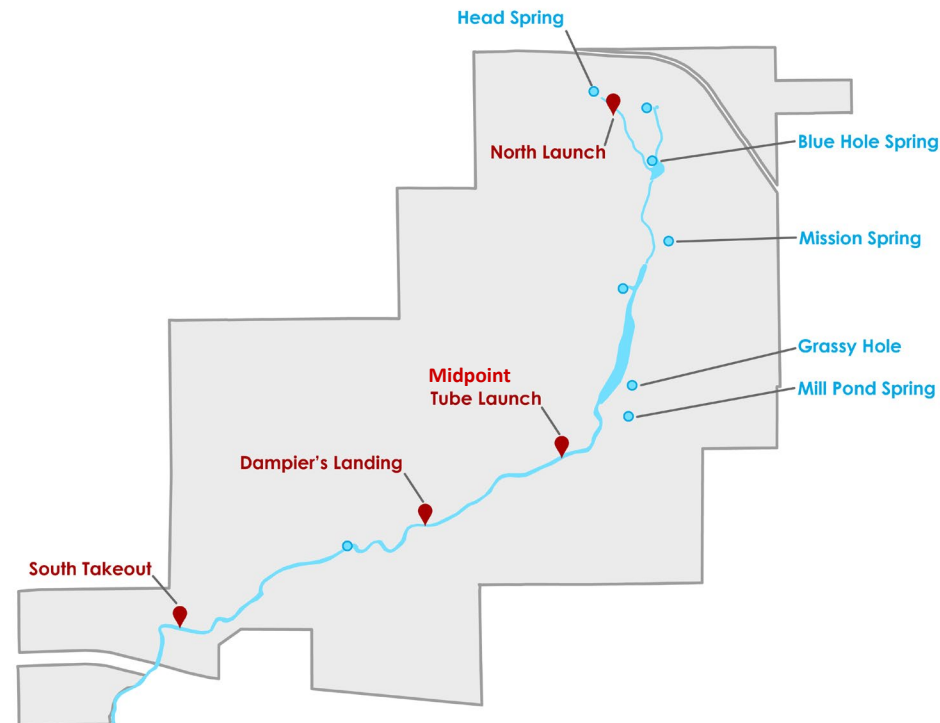 Head Spring
North Launch
Blue Hole Spring
Mission Spring
Grassy Hole
Midpoint
Tube Launch
Mill Pond Spring
Dampier's Landing
South Takeout